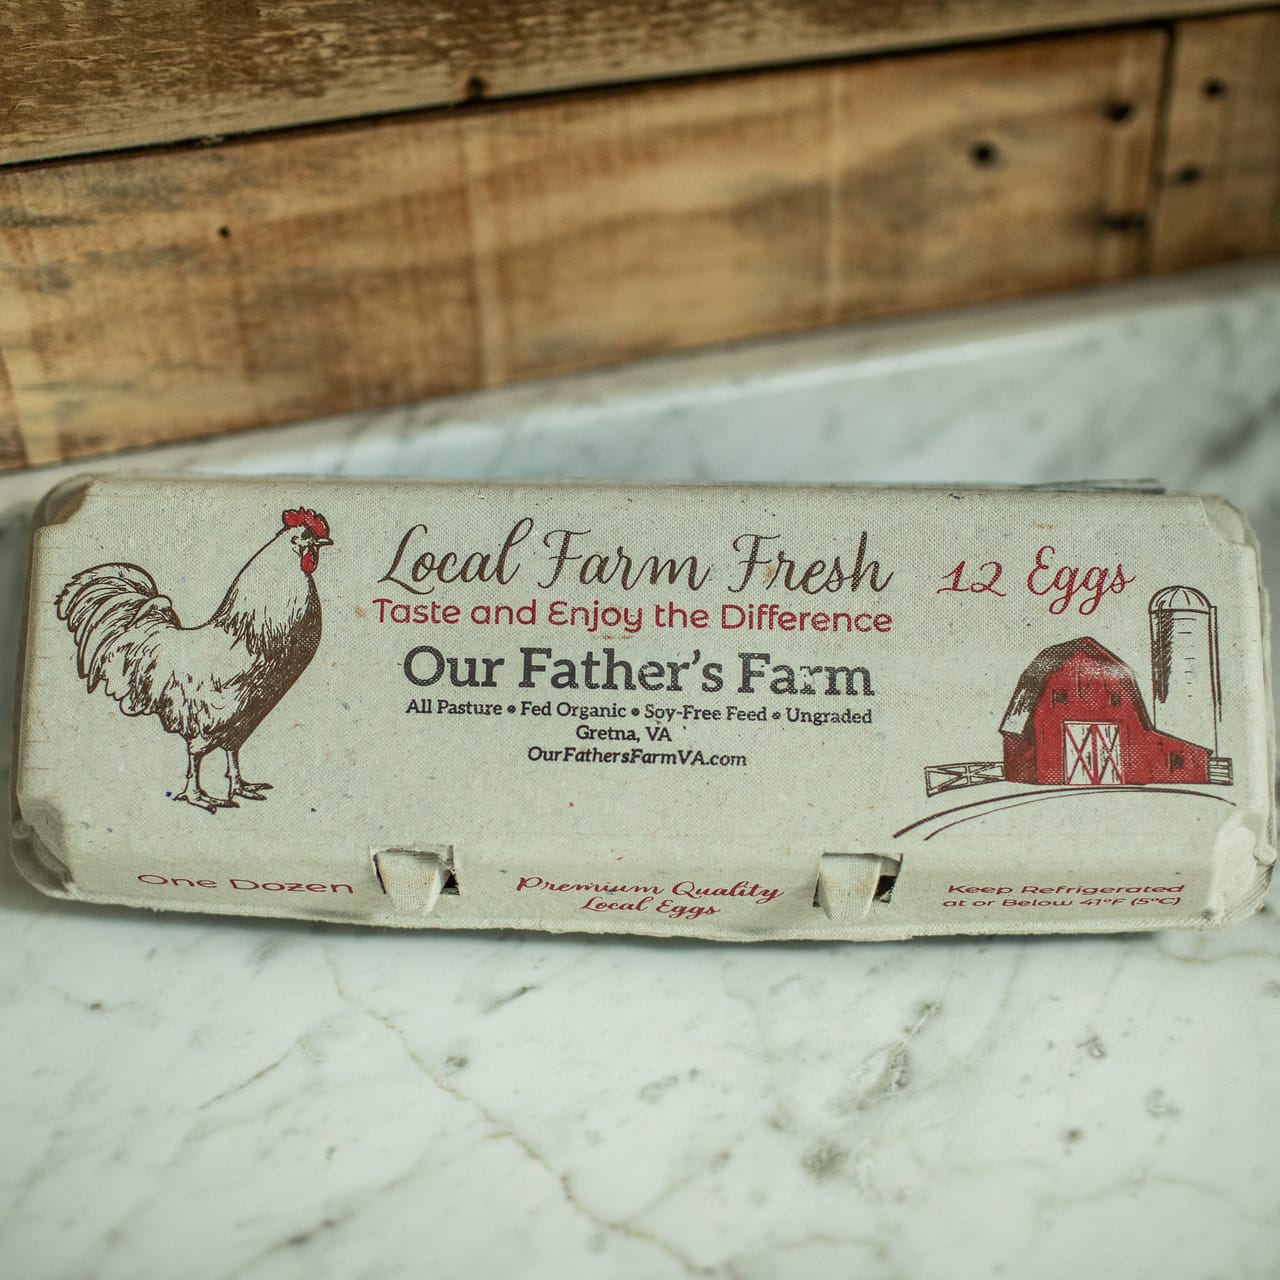 Local Farm Fresh
12 Eggs
Taste and Enjoy the Difference
Our Father's Farm
All Pasture • Fed Organic • Soy-Free Feed • Ungraded
Gretna, VA
OurFathersFarmVA.com
One Dozen
Premium Quality
Local Eggs
Keep Refrigerated
at or Below 41°F (5°C)